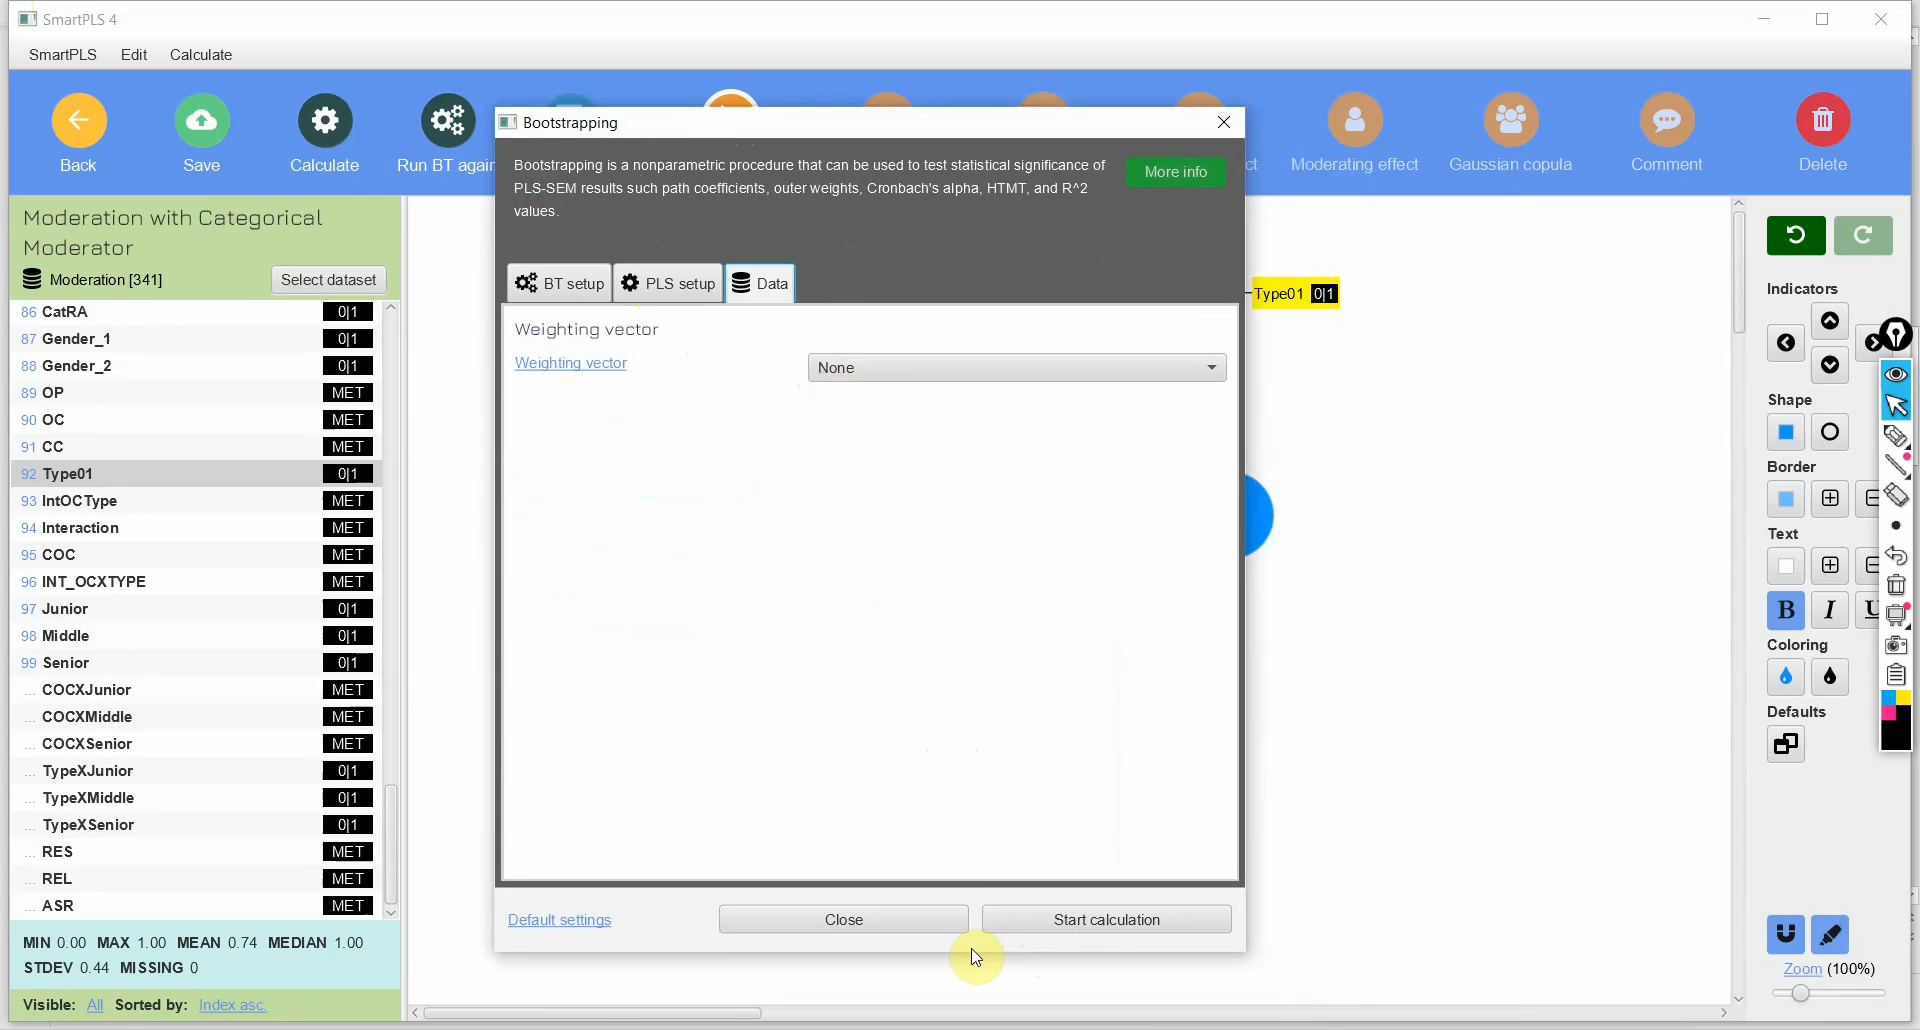 SmartPLS 4
SmartPLS Edit Calculate
Back
Save
Calculate
Run BT again
Moderating effect
Gaussian copula
Comment
Delete
Moderation with Categorical
Moderator
Moderation [341]
Select dataset
86 CatRA 0|1
87 Gender_1 0|1
88 Gender_2 0|1
89 OP MET
90 OC MET
91 CC MET
92 Type01 0|1
93 IntOCType MET
94 Interaction MET
95 COC MET
96 INT_OCXTYPE MET
97 Junior 0|1
98 Middle 0|1
99 Senior 0|1
... COCXJunior MET
... COCXMiddle MET
... COCXSenior MET
... TypeXJunior 0|1
... TypeXMiddle 0|1
... TypeXSenior 0|1
... RES MET
... REL MET
... ASR MET
MIN 0.00 MAX 1.00 MEAN 0.74 MEDIAN 1.00
STDEV 0.44 MISSING 0
Visible: All Sorted by: Index asc.
Bootstrapping
Bootstrapping is a nonparametric procedure that can be used to test statistical significance of
PLS-SEM results such path coefficients, outer weights, Cronbach's alpha, HTMT, and R^2
values.
More info
BT setup
PLS setup
Data
Weighting vector
Weighting vector
None
Default settings
Close
Start calculation
Type01 0|1
Indicators
Shape
Border
Text
B I U
Coloring
Defaults
Zoom (100%)